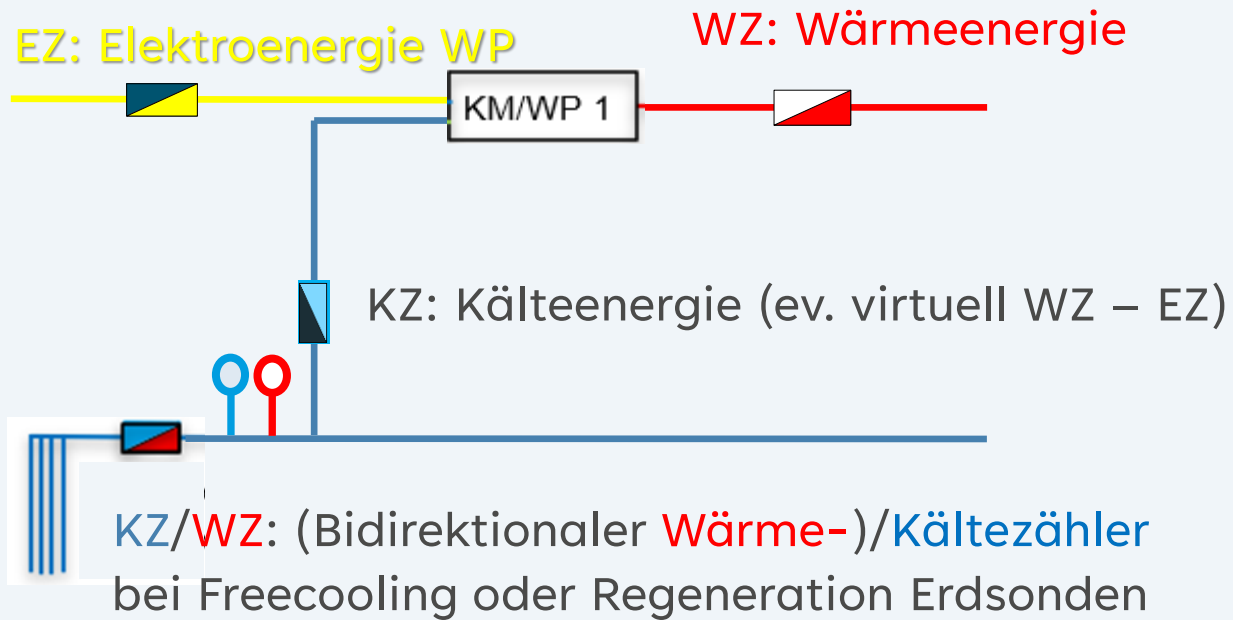 EZ: Elektroenergie WP
WZ: Wärmeenergie
KM/WP 1
KZ: Kälteenergie (ev. virtuell WZ – EZ)
KZ/WZ: (Bidirektionaler Wärme-)/Kältezähler
bei Freecooling oder Regeneration Erdsonden